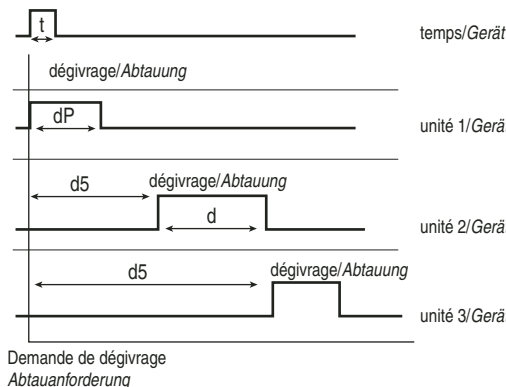 t
temps/Gerät
dégivrage/Abtauung
dP
unité 1/Gerä
d5
dégivrage/Abtauung
d
unité 2/Gerä
d5
dégivrage/Abtauung
unité 3/Gerä
Demande de dégivrage
Abtauanforderung